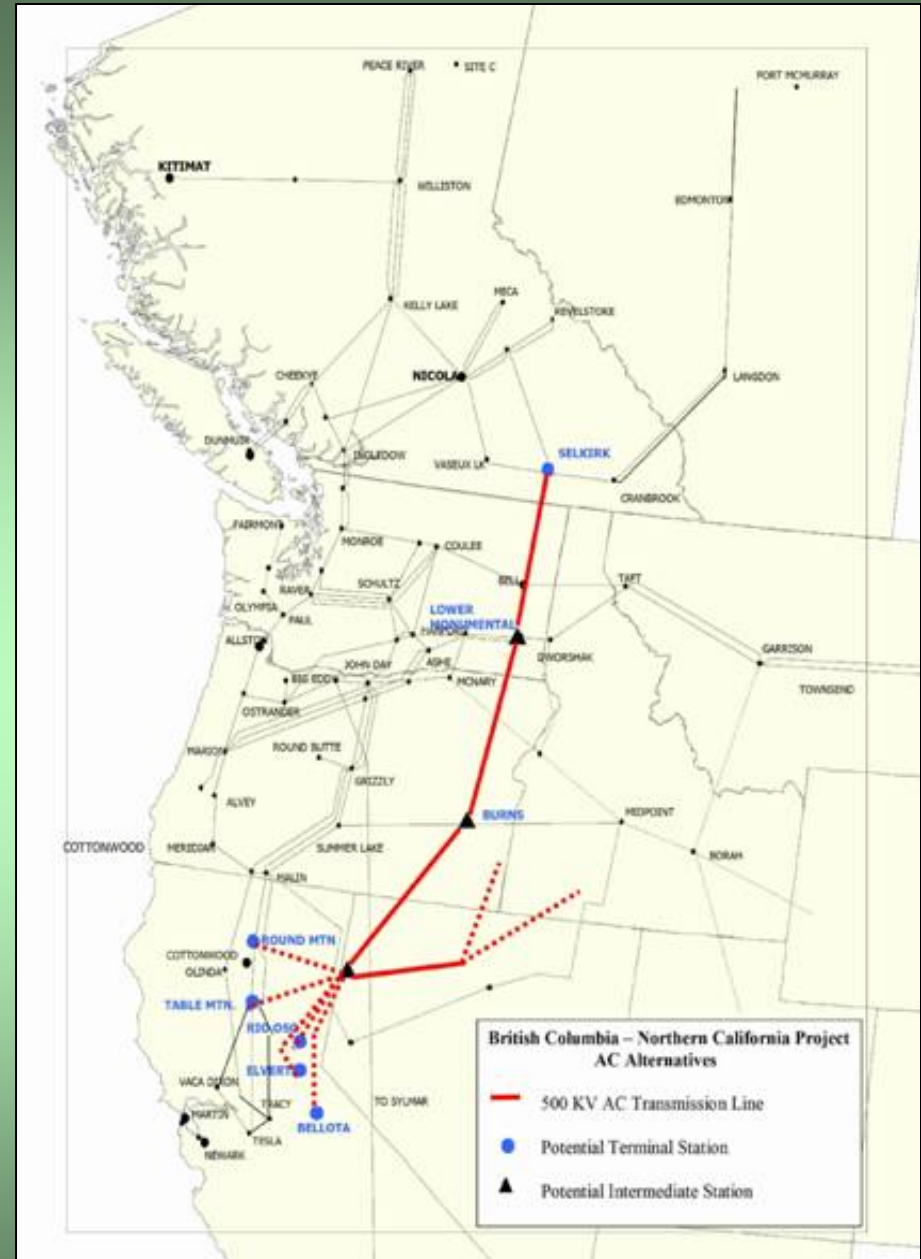 PEACE RIVER
SITE C
FORT MCMURRAY
KITIMAT
WILLISTON
EDMONTON
MICA
KELLY LAKE
REVELSTOKE
CHEEKYE
NICOLA
LANGDON
DUNMUIR
INGLEDOW
VASEUX LK
SELKIRK
CRANBROOK
FAIRMONT
MONROE
COULEE
SCHULTZ
BELL
TAFT
RAVER
OLYMPIA
PAUL
LOWER
MONUMENTAL
HANFORD
ALLSTON
DWORSHAK
GARRISON
JOHN DAY
ASHE
BIG EDDY
MCNARY
TOWNSEND
OSTRANDER
MARION
ROUND BUTTE
GRIZZLY
ALVEY
BURNS
MIDPOINT
COTTONWOOD
MERIDIAN
SUMMER LAKE
BORAH
MALIN
ROUND MTN
COTTONWOOD
OLINDA
TABLE MTN.
RIO OSO
ELVERTA
VACA DIXON
TRACY
TO SYLMAR
MARTIN
BELLOTA
TESLA
NEWARK
British Columbia – Northern California Project
AC Alternatives
500 KV AC Transmission Line
Potential Terminal Station
Potential Intermediate Station